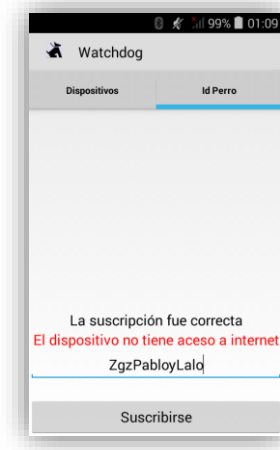 99% 01:09
Watchdog
Dispositivos Id Perro
La suscripción fue correcta
El dispositivo no tiene aceso a internet
ZgzPabloyLalo
Suscribirse